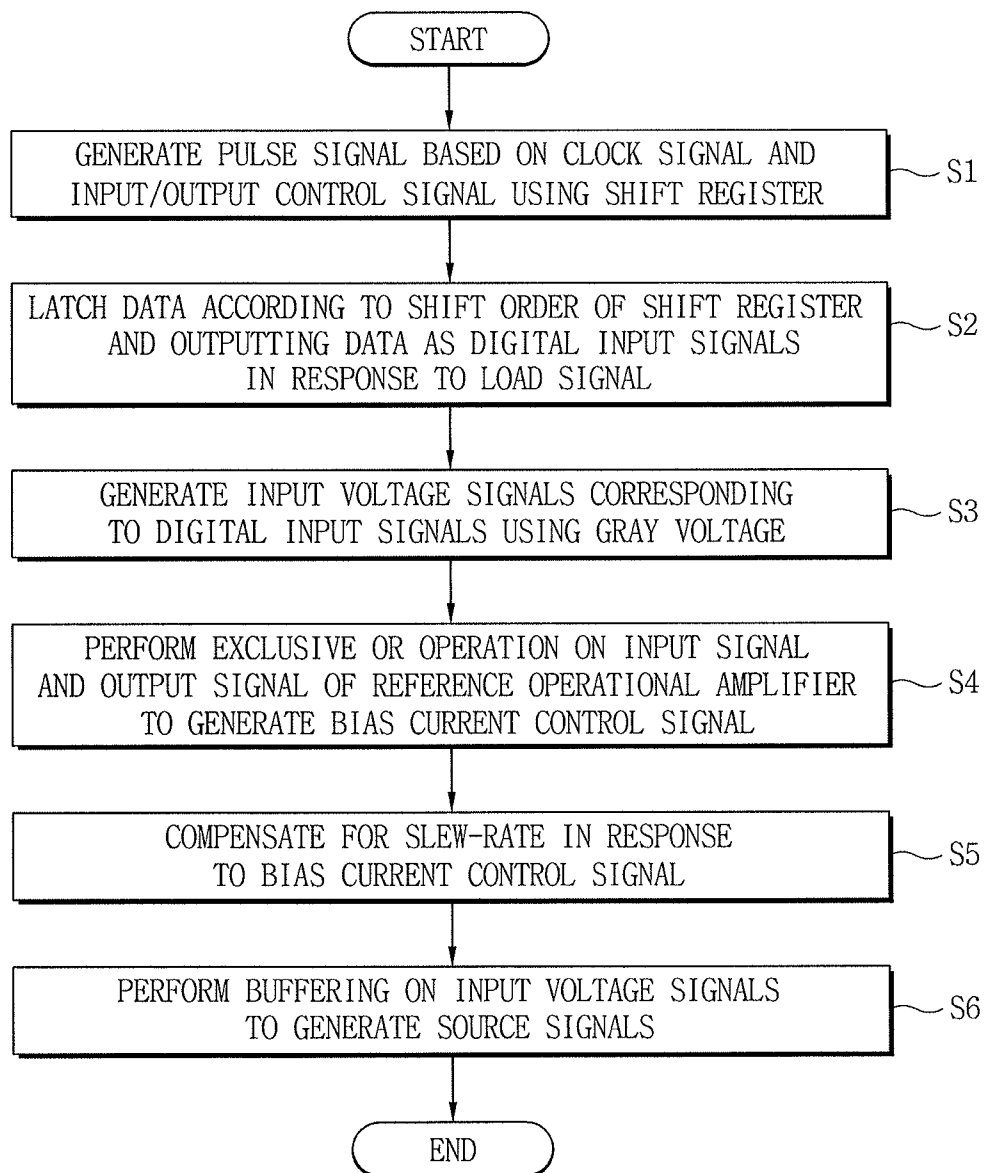 START
GENERATE PULSE SIGNAL BASED ON CLOCK SIGNAL AND
INPUT/OUTPUT CONTROL SIGNAL USING SHIFT REGISTER
S1
LATCH DATA ACCORDING TO SHIFT ORDER OF SHIFT REGISTER
AND OUTPUTTING DATA AS DIGITAL INPUT SIGNALS
IN RESPONSE TO LOAD SIGNAL
S2
GENERATE INPUT VOLTAGE SIGNALS CORRESPONDING
TO DIGITAL INPUT SIGNALS USING GRAY VOLTAGE
S3
PERFORM EXCLUSIVE OR OPERATION ON INPUT SIGNAL
AND OUTPUT SIGNAL OF REFERENCE OPERATIONAL AMPLIFIER
TO GENERATE BIAS CURRENT CONTROL SIGNAL
S4
COMPENSATE FOR SLEW-RATE IN RESPONSE
TO BIAS CURRENT CONTROL SIGNAL
S5
PERFORM BUFFERING ON INPUT VOLTAGE SIGNALS
TO GENERATE SOURCE SIGNALS
S6
END